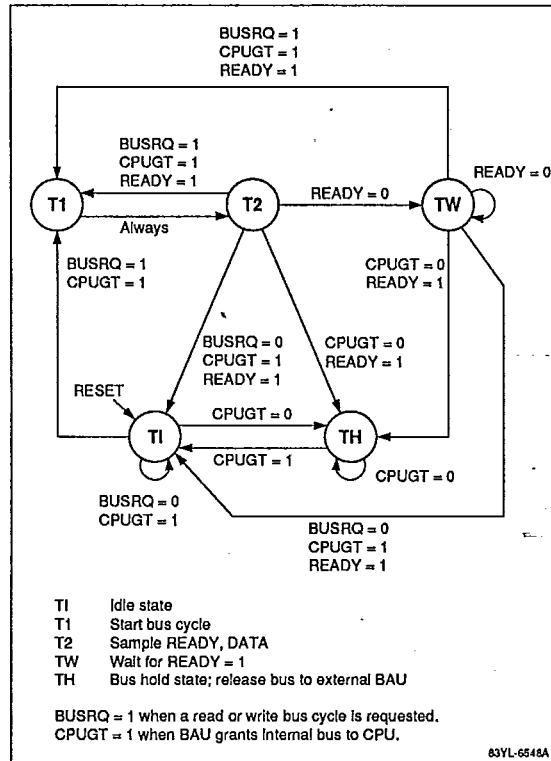 BUSRQ = 1
CPUGT = 1
READY = 1
BUSRQ = 1
CPUGT = 1
READY = 1
READY = 0
T1
T2
READY = 0
TW
Always
BUSRQ = 1
CPUGT = 1
CPUGT = 0
READY = 1
BUSRQ = 0
CPUGT = 1
READY = 1
CPUGT = 0
READY = 1
RESET
CPUGT = 0
TI
TH
CPUGT = 1
CPUGT = 0
BUSRQ = 0
CPUGT = 1
BUSRQ = 0
CPUGT = 1
READY = 1
TI Idle state
T1 Start bus cycle
T2 Sample READY, DATA
TW Wait for READY = 1
TH Bus hold state; release bus to external BAU
BUSRQ = 1 when a read or write bus cycle is requested.
CPUGT = 1 when BAU grants internal bus to CPU.
83YL-6548A